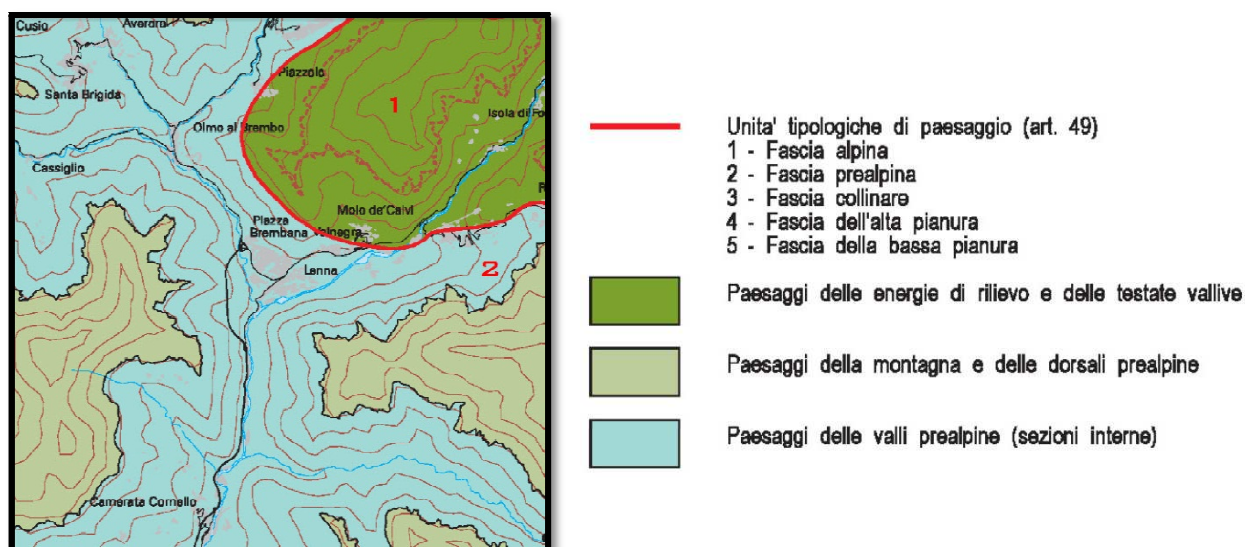 Cusio
Averara
Santa Brigida
Piazzolo
1
Isola di Fo
Olmo al Brembo
Cassiglio
Moio de'Calvi
Piazza
Brembana Valnegra
Lenna
2
R
Camerata Cornello
Unita' tipologiche di paesaggio (art. 49)
1 - Fascia alpina
2 - Fascia prealpina
3 - Fascia collinare
4 - Fascia dell'alta pianura
5 - Fascia della bassa pianura
Paesaggi delle energie di rilievo e delle testate vallive
Paesaggi della montagna e delle dorsali prealpine
Paesaggi delle valli prealpine (sezioni interne)